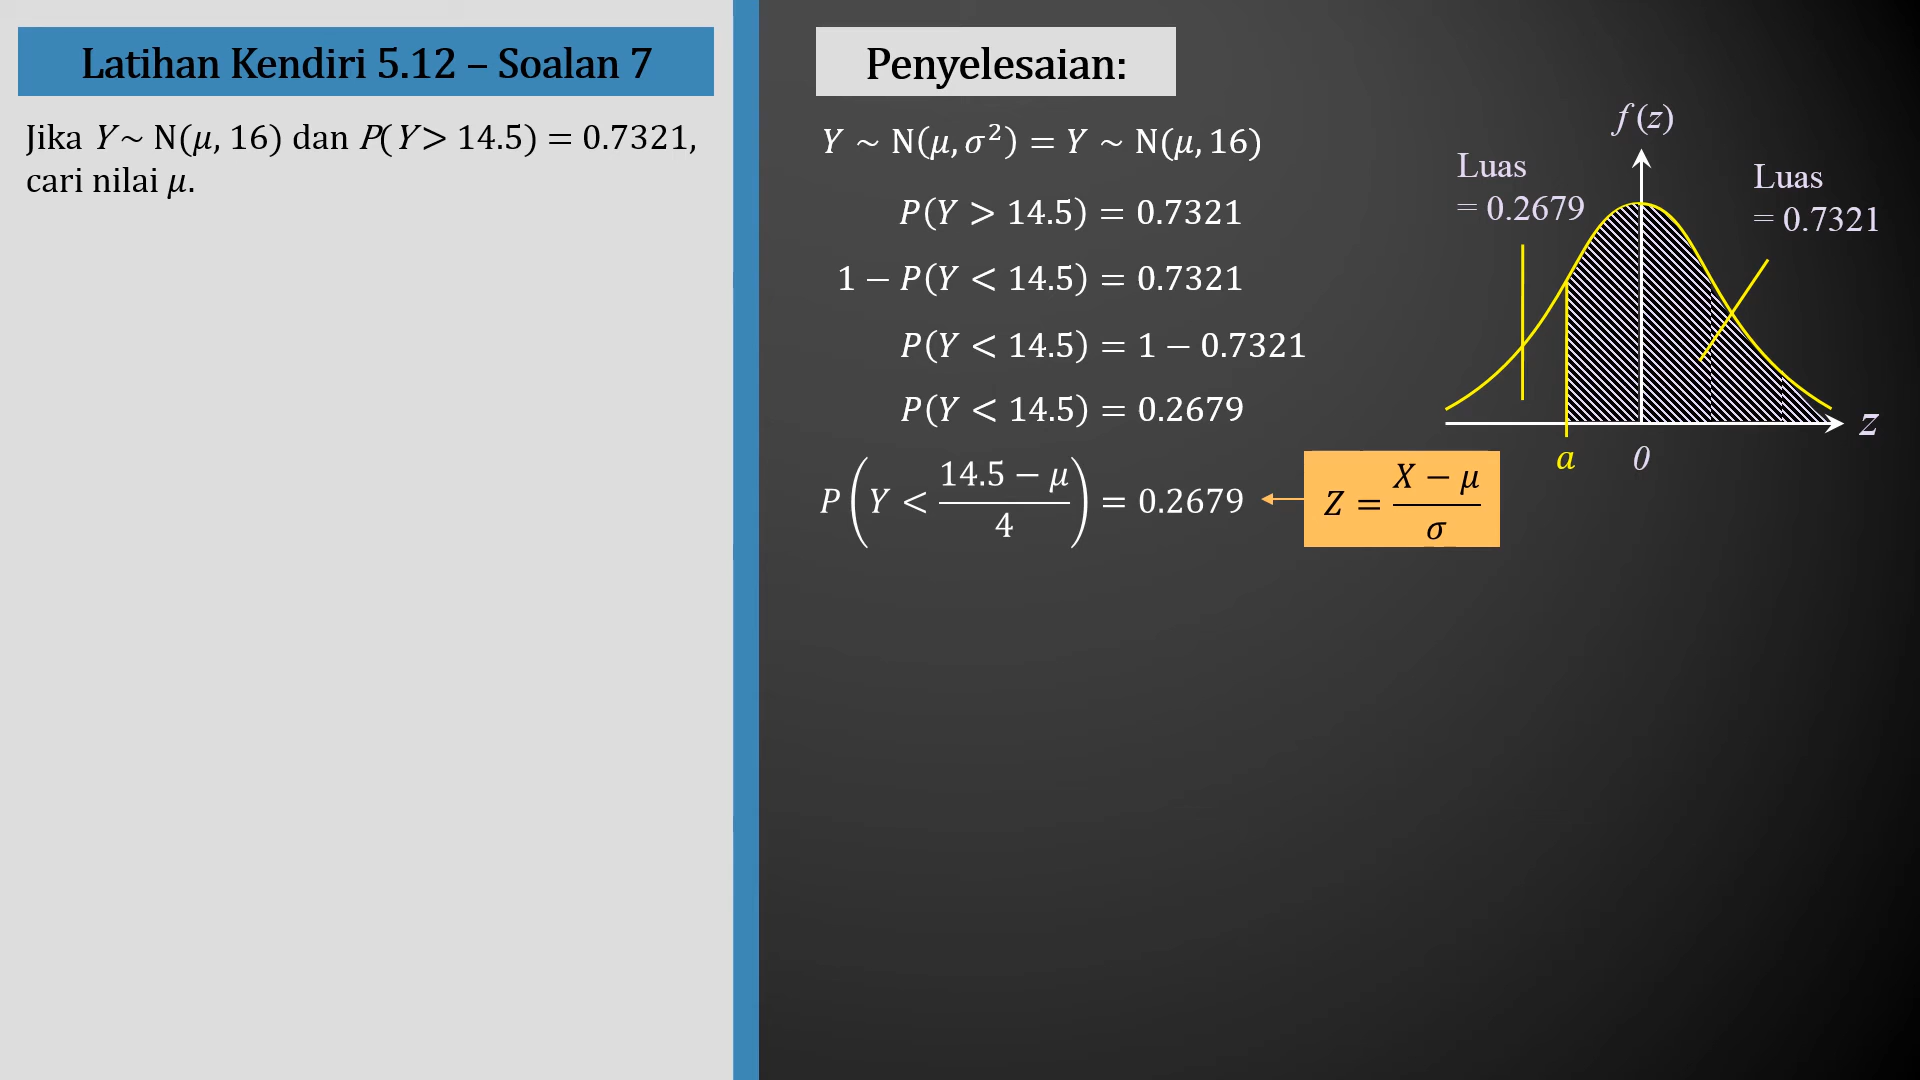 Latihan Kendiri 5.12 – Soalan 7
Jika Y ~ N(μ, 16) dan P(Y > 14.5) = 0.7321,
cari nilai μ.
Penyelesaian:
Y ~ N(μ, σ²) = Y ~ N(μ, 16)
P(Y > 14.5) = 0.7321
1 − P(Y < 14.5) = 0.7321
P(Y < 14.5) = 1 − 0.7321
P(Y < 14.5) = 0.2679
P(Y < (14.5 − μ)/4) = 0.2679
Z = (X − μ)/σ
f (z)
Luas
= 0.2679
Luas
= 0.7321
z
a
0